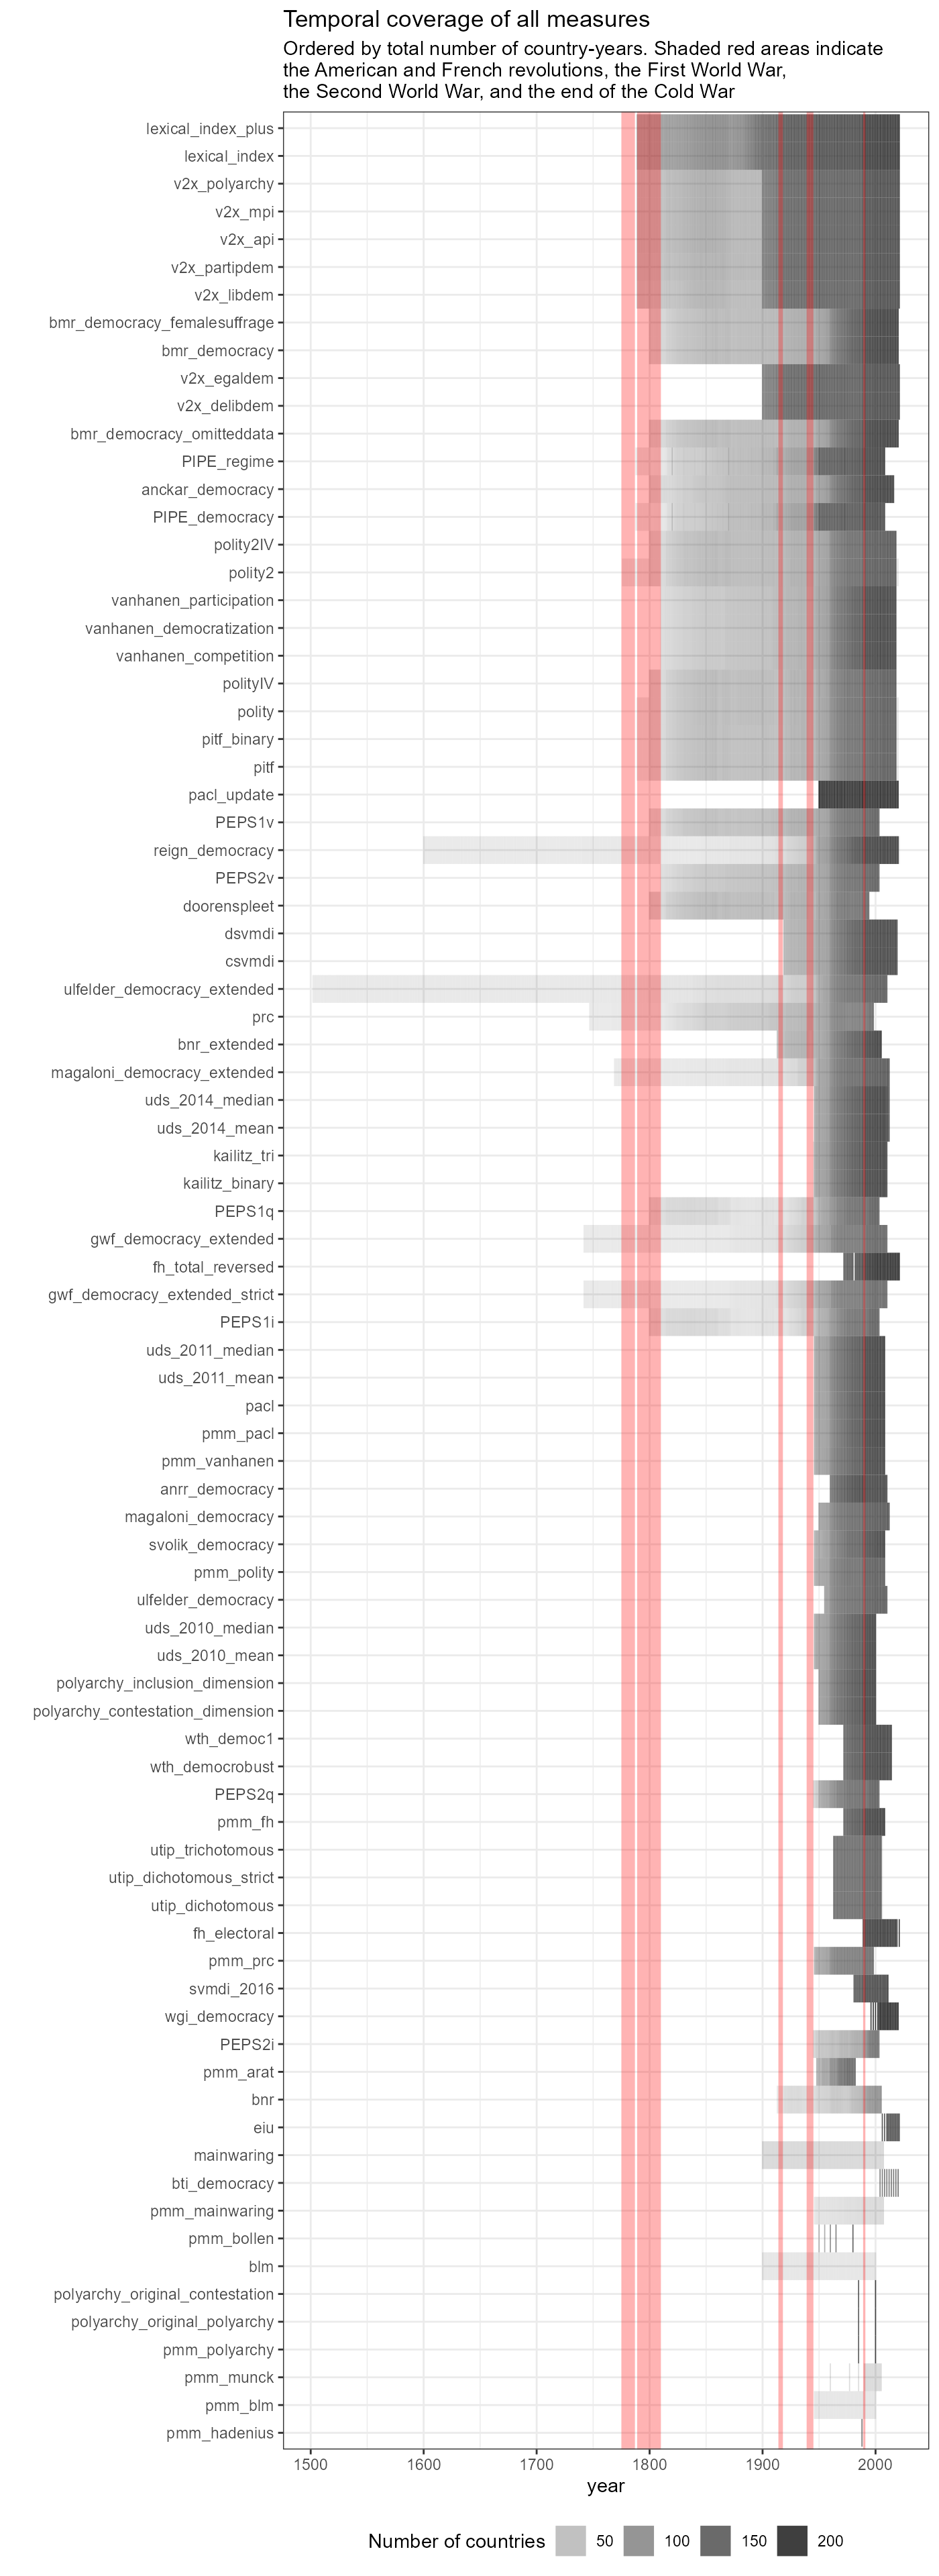 Temporal coverage of all measures
Ordered by total number of country-years. Shaded red areas indicate
the American and French revolutions, the First World War,
the Second World War, and the end of the Cold War
lexical_index_plus
lexical_index
v2x_polyarchy
v2x_mpi
v2x_api
v2x_partipdem
v2x_libdem
bmr_democracy_femalesuffrage
bmr_democracy
v2x_egaldem
v2x_delibdem
bmr_democracy_omitteddata
PIPE_regime
anckar_democracy
PIPE_democracy
polity2IV
polity2
vanhanen_participation
vanhanen_democratization
vanhanen_competition
polityIV
polity
pitf_binary
pitf
pacl_update
PEPS1v
reign_democracy
PEPS2v
doorenspleet
dsvmdi
csvmdi
ulfelder_democracy_extended
prc
bnr_extended
magaloni_democracy_extended
uds_2014_median
uds_2014_mean
kailitz_tri
kailitz_binary
PEPS1q
gwf_democracy_extended
fh_total_reversed
gwf_democracy_extended_strict
PEPS1i
uds_2011_median
uds_2011_mean
pacl
pmm_pacl
pmm_vanhanen
anrr_democracy
magaloni_democracy
svolik_democracy
pmm_polity
ulfelder_democracy
uds_2010_median
uds_2010_mean
polyarchy_inclusion_dimension
polyarchy_contestation_dimension
wth_democ1
wth_democrobust
PEPS2q
pmm_fh
utip_trichotomous
utip_dichotomous_strict
utip_dichotomous
fh_electoral
pmm_prc
svmdi_2016
wgi_democracy
PEPS2i
pmm_arat
bnr
eiu
mainwaring
bti_democracy
pmm_mainwaring
pmm_bollen
blm
polyarchy_original_contestation
polyarchy_original_polyarchy
pmm_polyarchy
pmm_munck
pmm_blm
pmm_hadenius
1500 1600 1700 1800 1900 2000
year
Number of countries 50 100 150 200